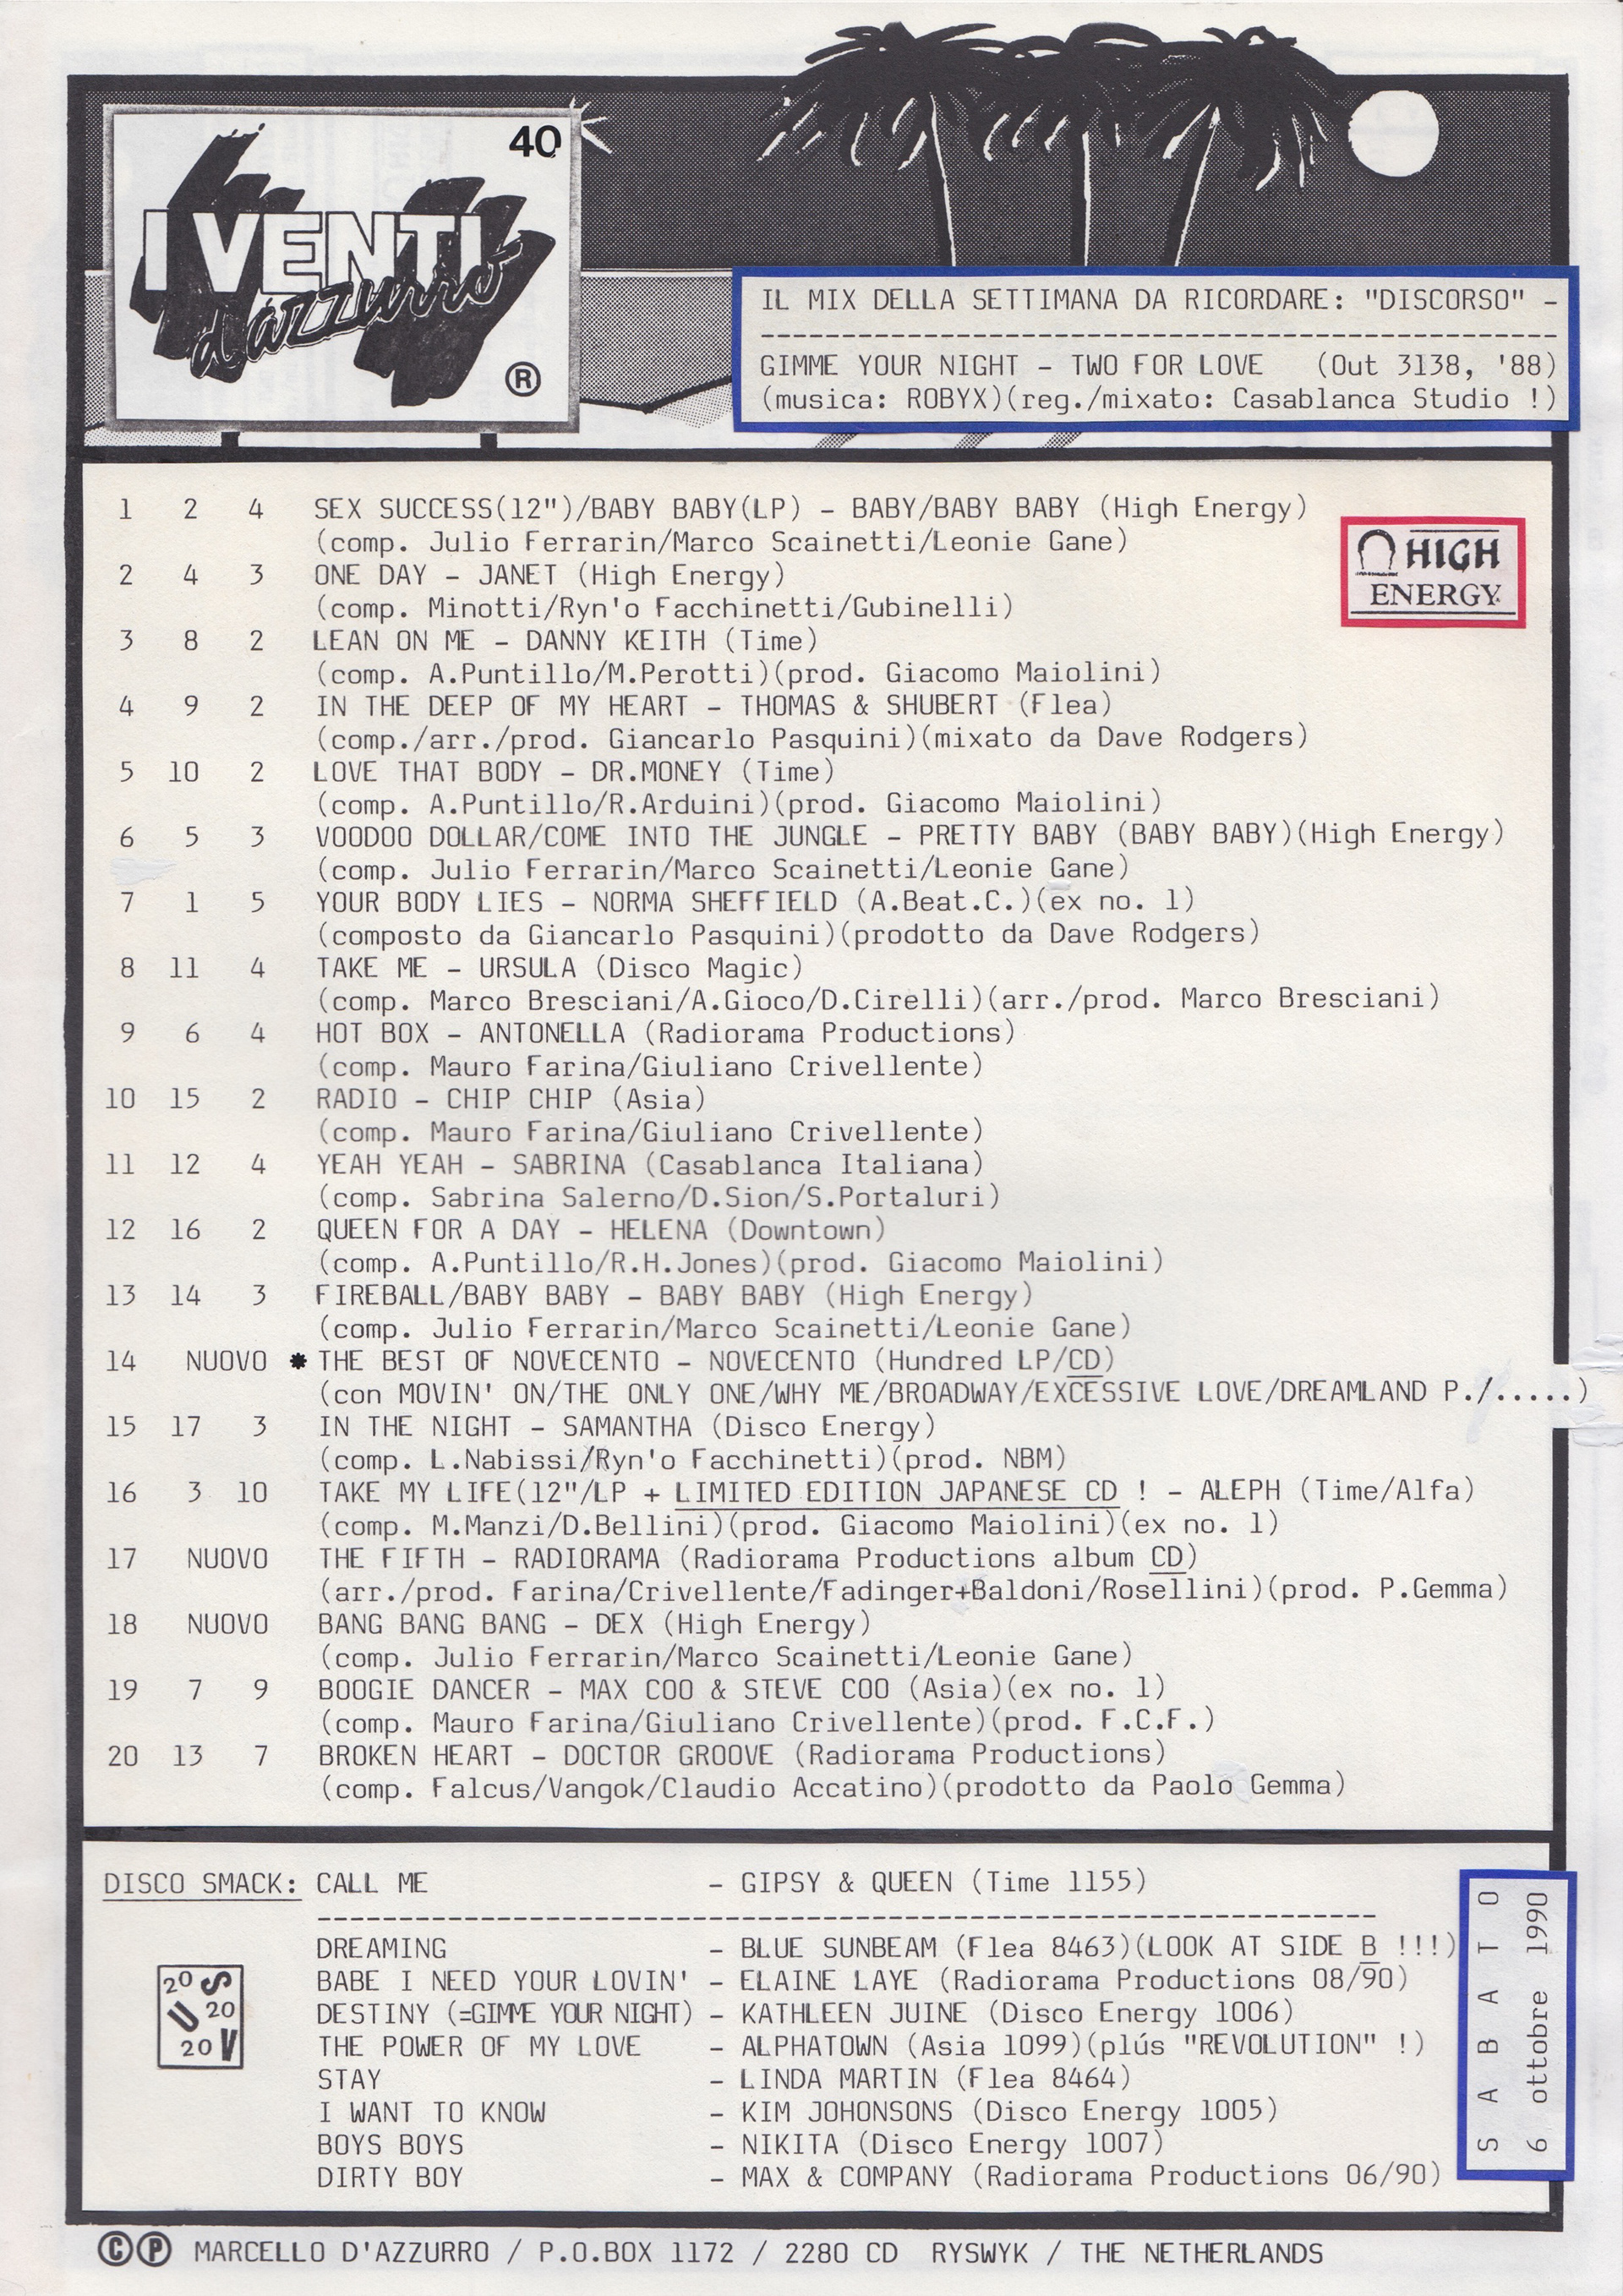 40
I VENTI
d'azzurro
®
IL MIX DELLA SETTIMANA DA RICORDARE: "DISCORSO" -
GIMME YOUR NIGHT - TWO FOR LOVE (Out 3138, '88)
(musica: ROBYX)(reg./mixato: Casablanca Studio !)
HIGH
ENERGY
1 2 4 SEX SUCCESS(12")/BABY BABY(LP) - BABY/BABY BABY (High Energy)
(comp. Julio Ferrarin/Marco Scainetti/Leonie Gane)
2 4 3 ONE DAY - JANET (High Energy)
(comp. Minotti/Ryn'o Facchinetti/Gubinelli)
3 8 2 LEAN ON ME - DANNY KEITH (Time)
(comp. A.Puntillo/M.Perotti)(prod. Giacomo Maiolini)
4 9 2 IN THE DEEP OF MY HEART - THOMAS & SHUBERT (Flea)
(comp./arr./prod. Giancarlo Pasquini)(mixato da Dave Rodgers)
5 10 2 LOVE THAT BODY - DR.MONEY (Time)
(comp. A.Puntillo/R.Arduini)(prod. Giacomo Maiolini)
6 5 3 VOODOO DOLLAR/COME INTO THE JUNGLE - PRETTY BABY (BABY BABY)(High Energy)
(comp. Julio Ferrarin/Marco Scainetti/Leonie Gane)
7 1 5 YOUR BODY LIES - NORMA SHEFFIELD (A.Beat.C.)(ex no. 1)
(composto da Giancarlo Pasquini)(prodotto da Dave Rodgers)
8 11 4 TAKE ME - URSULA (Disco Magic)
(comp. Marco Bresciani/A.Gioco/D.Cirelli)(arr./prod. Marco Bresciani)
9 6 4 HOT BOX - ANTONELLA (Radiorama Productions)
(comp. Mauro Farina/Giuliano Crivellente)
10 15 2 RADIO - CHIP CHIP (Asia)
(comp. Mauro Farina/Giuliano Crivellente)
11 12 4 YEAH YEAH - SABRINA (Casablanca Italiana)
(comp. Sabrina Salerno/D.Sion/S.Portaluri)
12 16 2 QUEEN FOR A DAY - HELENA (Downtown)
(comp. A.Puntillo/R.H.Jones)(prod. Giacomo Maiolini)
13 14 3 FIREBALL/BABY BABY - BABY BABY (High Energy)
(comp. Julio Ferrarin/Marco Scainetti/Leonie Gane)
14 NUOVO * THE BEST OF NOVECENTO - NOVECENTO (Hundred LP/CD)
(con MOVIN' ON/THE ONLY ONE/WHY ME/BROADWAY/EXCESSIVE LOVE/DREAMLAND P./.....)
15 17 3 IN THE NIGHT - SAMANTHA (Disco Energy)
(comp. L.Nabissi/Ryn'o Facchinetti)(prod. NBM)
16 3 10 TAKE MY LIFE(12"/LP + LIMITED EDITION JAPANESE CD ! - ALEPH (Time/Alfa)
(comp. M.Manzi/D.Bellini)(prod. Giacomo Maiolini)(ex no. 1)
17 NUOVO THE FIFTH - RADIORAMA (Radiorama Productions album CD)
(arr./prod. Farina/Crivellente/Fadinger+Baldoni/Rosellini)(prod. P.Gemma)
18 NUOVO BANG BANG BANG - DEX (High Energy)
(comp. Julio Ferrarin/Marco Scainetti/Leonie Gane)
19 7 9 BOOGIE DANCER - MAX COO & STEVE COO (Asia)(ex no. 1)
(comp. Mauro Farina/Giuliano Crivellente)(prod. F.C.F.)
20 13 7 BROKEN HEART - DOCTOR GROOVE (Radiorama Productions)
(comp. Falcus/Vangok/Claudio Accatino)(prodotto da Paolo Gemma)
DISCO SMACK: CALL ME - GIPSY & QUEEN (Time 1155)
DREAMING - BLUE SUNBEAM (Flea 8463)(LOOK AT SIDE B !!!)
BABE I NEED YOUR LOVIN' - ELAINE LAYE (Radiorama Productions 08/90)
DESTINY (=GIMME YOUR NIGHT) - KATHLEEN JUINE (Disco Energy 1006)
THE POWER OF MY LOVE - ALPHATOWN (Asia 1099)(plús "REVOLUTION" !)
STAY - LINDA MARTIN (Flea 8464)
I WANT TO KNOW - KIM JOHONSONS (Disco Energy 1005)
BOYS BOYS - NIKITA (Disco Energy 1007)
DIRTY BOY - MAX & COMPANY (Radiorama Productions 06/90)
20 S
U 20
20 V
SABATO
6 ottobre 1990
©℗ MARCELLO D'AZZURRO / P.O.BOX 1172 / 2280 CD RYSWYK / THE NETHERLANDS